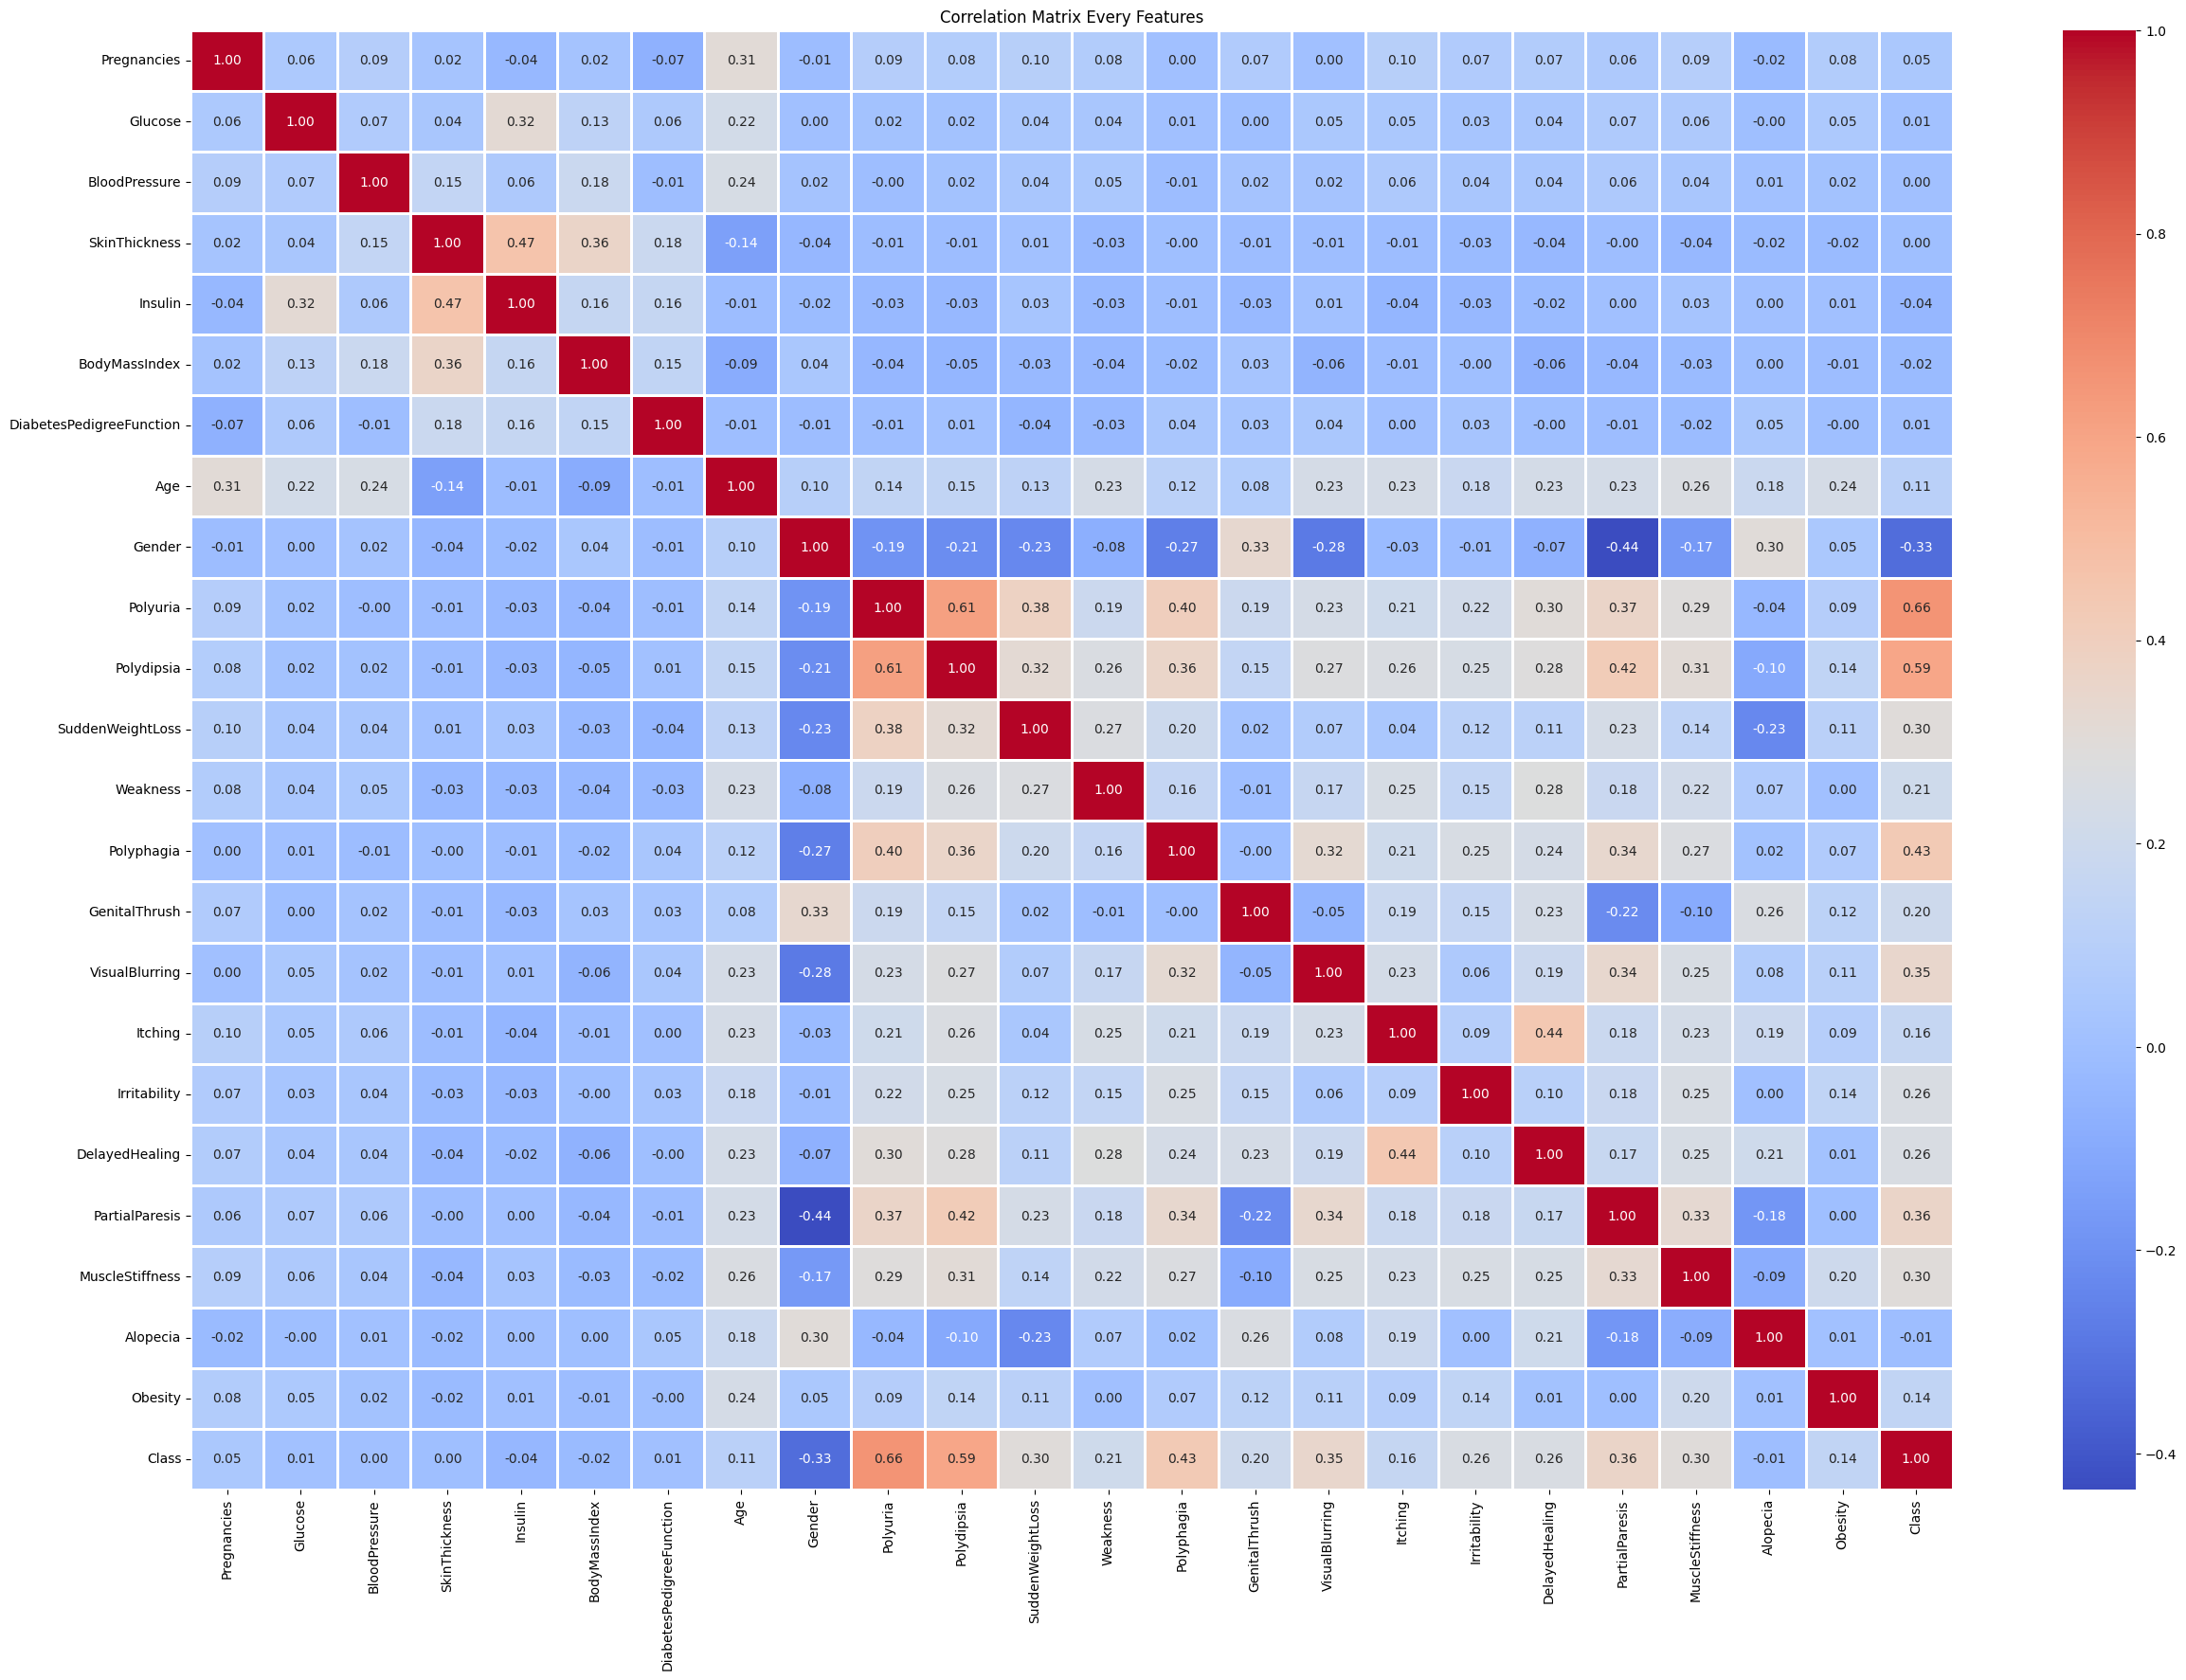 Correlation Matrix Every Features
Pregnancies 1.00 0.06 0.09 0.02 -0.04 0.02 -0.07 0.31 -0.01 0.09 0.08 0.10 0.08 0.00 0.07 0.00 0.10 0.07 0.07 0.06 0.09 -0.02 0.08 0.05
Glucose 0.06 1.00 0.07 0.04 0.32 0.13 0.06 0.22 0.00 0.02 0.02 0.04 0.04 0.01 0.00 0.05 0.05 0.03 0.04 0.07 0.06 -0.00 0.05 0.01
BloodPressure 0.09 0.07 1.00 0.15 0.06 0.18 -0.01 0.24 0.02 -0.00 0.02 0.04 0.05 -0.01 0.02 0.02 0.06 0.04 0.04 0.06 0.04 0.01 0.02 0.00
SkinThickness 0.02 0.04 0.15 1.00 0.47 0.36 0.18 -0.14 -0.04 -0.01 -0.01 0.01 -0.03 -0.00 -0.01 -0.01 -0.01 -0.03 -0.04 -0.00 -0.04 -0.02 -0.02 0.00
Insulin -0.04 0.32 0.06 0.47 1.00 0.16 0.16 -0.01 -0.02 -0.03 -0.03 0.03 -0.03 -0.01 -0.03 0.01 -0.04 -0.03 -0.02 0.00 0.03 0.00 0.01 -0.04
BodyMassIndex 0.02 0.13 0.18 0.36 0.16 1.00 0.15 -0.09 0.04 -0.04 -0.05 -0.03 -0.04 -0.02 0.03 -0.06 -0.01 -0.00 -0.06 -0.04 -0.03 0.00 -0.01 -0.02
DiabetesPedigreeFunction -0.07 0.06 -0.01 0.18 0.16 0.15 1.00 -0.01 -0.01 -0.01 0.01 -0.04 -0.03 0.04 0.03 0.04 0.00 0.03 -0.00 -0.01 -0.02 0.05 -0.00 0.01
Age 0.31 0.22 0.24 -0.14 -0.01 -0.09 -0.01 1.00 0.10 0.14 0.15 0.13 0.23 0.12 0.08 0.23 0.23 0.18 0.23 0.23 0.26 0.18 0.24 0.11
Gender -0.01 0.00 0.02 -0.04 -0.02 0.04 -0.01 0.10 1.00 -0.19 -0.21 -0.23 -0.08 -0.27 0.33 -0.28 -0.03 -0.01 -0.07 -0.44 -0.17 0.30 0.05 -0.33
Polyuria 0.09 0.02 -0.00 -0.01 -0.03 -0.04 -0.01 0.14 -0.19 1.00 0.61 0.38 0.19 0.40 0.19 0.23 0.21 0.22 0.30 0.37 0.29 -0.04 0.09 0.66
Polydipsia 0.08 0.02 0.02 -0.01 -0.03 -0.05 0.01 0.15 -0.21 0.61 1.00 0.32 0.26 0.36 0.15 0.27 0.26 0.25 0.28 0.42 0.31 -0.10 0.14 0.59
SuddenWeightLoss 0.10 0.04 0.04 0.01 0.03 -0.03 -0.04 0.13 -0.23 0.38 0.32 1.00 0.27 0.20 0.02 0.07 0.04 0.12 0.11 0.23 0.14 -0.23 0.11 0.30
Weakness 0.08 0.04 0.05 -0.03 -0.03 -0.04 -0.03 0.23 -0.08 0.19 0.26 0.27 1.00 0.16 -0.01 0.17 0.25 0.15 0.28 0.18 0.22 0.07 0.00 0.21
Polyphagia 0.00 0.01 -0.01 -0.00 -0.01 -0.02 0.04 0.12 -0.27 0.40 0.36 0.20 0.16 1.00 -0.00 0.32 0.21 0.25 0.24 0.34 0.27 0.02 0.07 0.43
GenitalThrush 0.07 0.00 0.02 -0.01 -0.03 0.03 0.03 0.08 0.33 0.19 0.15 0.02 -0.01 -0.00 1.00 -0.05 0.19 0.15 0.23 -0.22 -0.10 0.26 0.12 0.20
VisualBlurring 0.00 0.05 0.02 -0.01 0.01 -0.06 0.04 0.23 -0.28 0.23 0.27 0.07 0.17 0.32 -0.05 1.00 0.23 0.06 0.19 0.34 0.25 0.08 0.11 0.35
Itching 0.10 0.05 0.06 -0.01 -0.04 -0.01 0.00 0.23 -0.03 0.21 0.26 0.04 0.25 0.21 0.19 0.23 1.00 0.09 0.44 0.18 0.23 0.19 0.09 0.16
Irritability 0.07 0.03 0.04 -0.03 -0.03 -0.00 0.03 0.18 -0.01 0.22 0.25 0.12 0.15 0.25 0.15 0.06 0.09 1.00 0.10 0.18 0.25 0.00 0.14 0.26
DelayedHealing 0.07 0.04 0.04 -0.04 -0.02 -0.06 -0.00 0.23 -0.07 0.30 0.28 0.11 0.28 0.24 0.23 0.19 0.44 0.10 1.00 0.17 0.25 0.21 0.01 0.26
PartialParesis 0.06 0.07 0.06 -0.00 0.00 -0.04 -0.01 0.23 -0.44 0.37 0.42 0.23 0.18 0.34 -0.22 0.34 0.18 0.18 0.17 1.00 0.33 -0.18 0.00 0.36
MuscleStiffness 0.09 0.06 0.04 -0.04 0.03 -0.03 -0.02 0.26 -0.17 0.29 0.31 0.14 0.22 0.27 -0.10 0.25 0.23 0.25 0.25 0.33 1.00 -0.09 0.20 0.30
Alopecia -0.02 -0.00 0.01 -0.02 0.00 0.00 0.05 0.18 0.30 -0.04 -0.10 -0.23 0.07 0.02 0.26 0.08 0.19 0.00 0.21 -0.18 -0.09 1.00 0.01 -0.01
Obesity 0.08 0.05 0.02 -0.02 0.01 -0.01 -0.00 0.24 0.05 0.09 0.14 0.11 0.00 0.07 0.12 0.11 0.09 0.14 0.01 0.00 0.20 0.01 1.00 0.14
Class 0.05 0.01 0.00 0.00 -0.04 -0.02 0.01 0.11 -0.33 0.66 0.59 0.30 0.21 0.43 0.20 0.35 0.16 0.26 0.26 0.36 0.30 -0.01 0.14 1.00
Pregnancies
Glucose
BloodPressure
SkinThickness
Insulin
BodyMassIndex
DiabetesPedigreeFunction
Age
Gender
Polyuria
Polydipsia
SuddenWeightLoss
Weakness
Polyphagia
GenitalThrush
VisualBlurring
Itching
Irritability
DelayedHealing
PartialParesis
MuscleStiffness
Alopecia
Obesity
Class
1.0
0.8
0.6
0.4
0.2
0.0
−0.2
−0.4